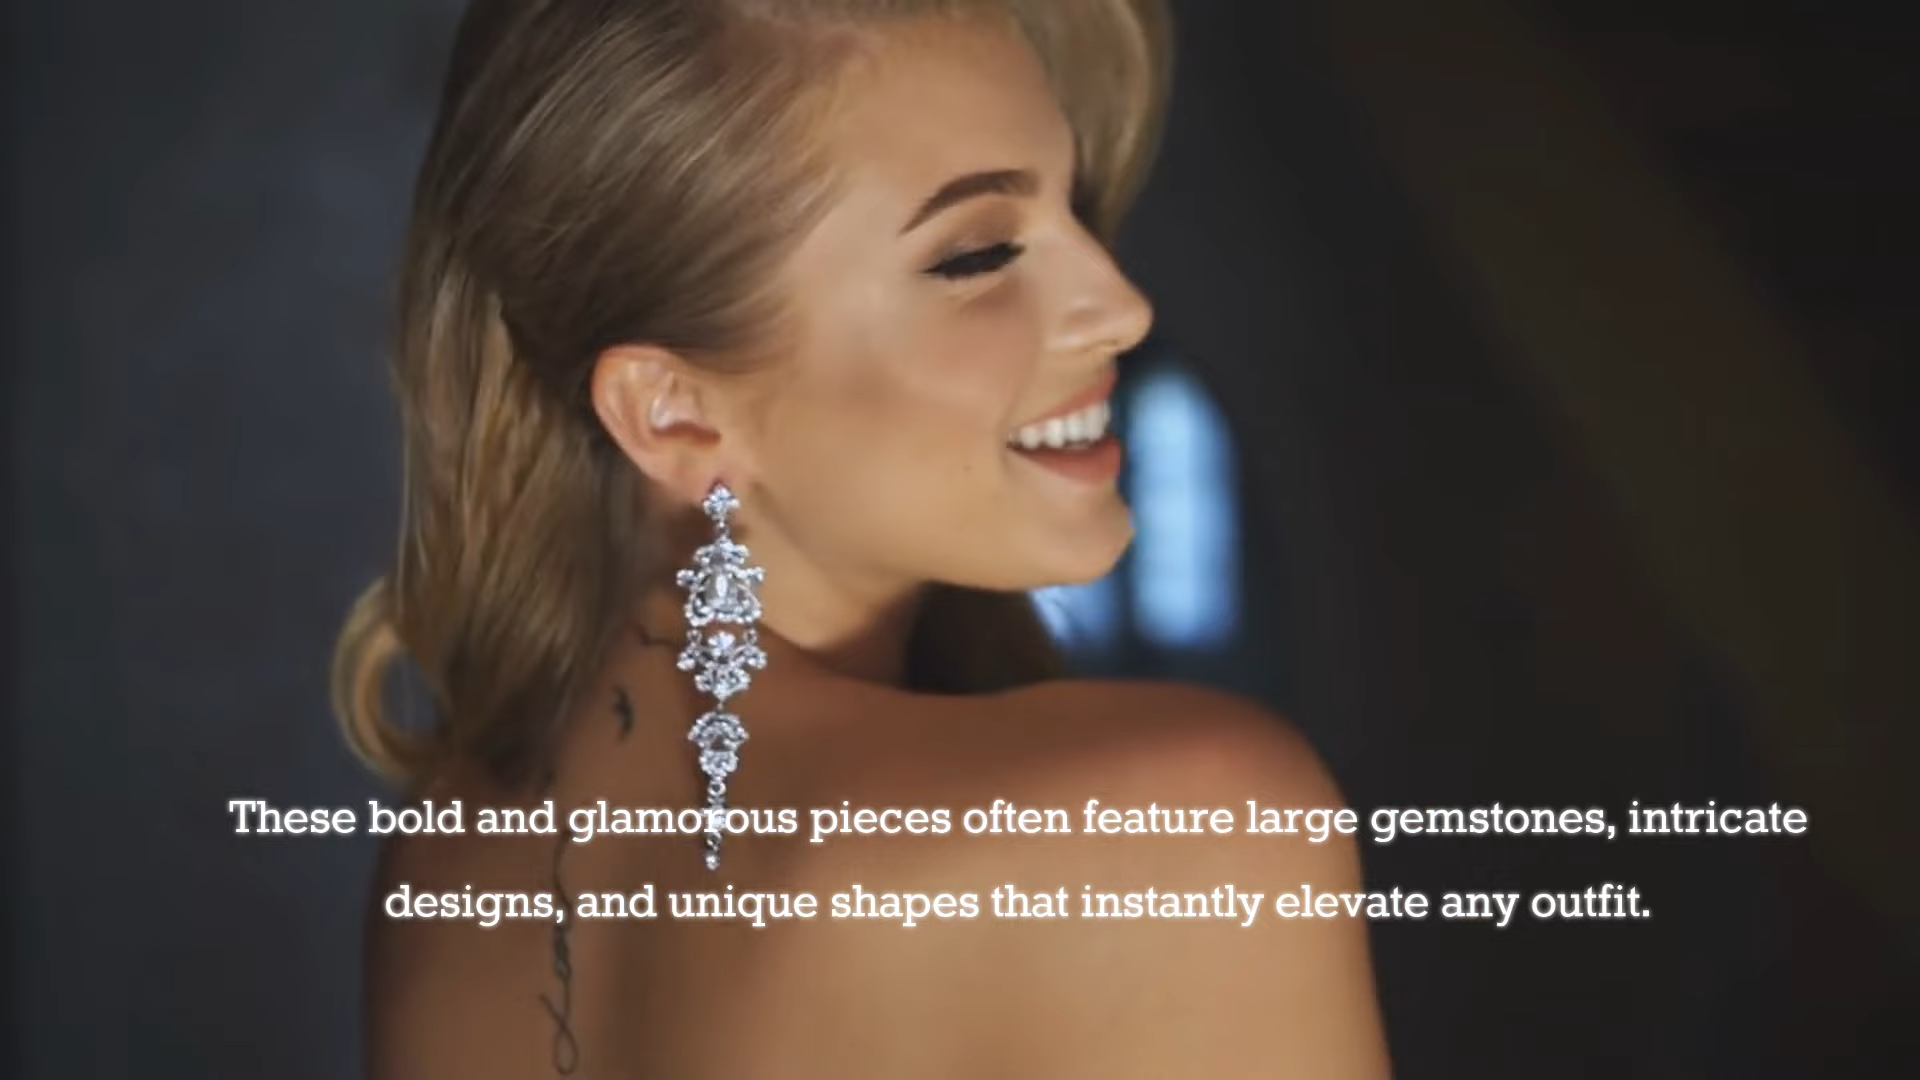 These bold and glamorous pieces often feature large gemstones, intricate
designs, and unique shapes that instantly elevate any outfit.